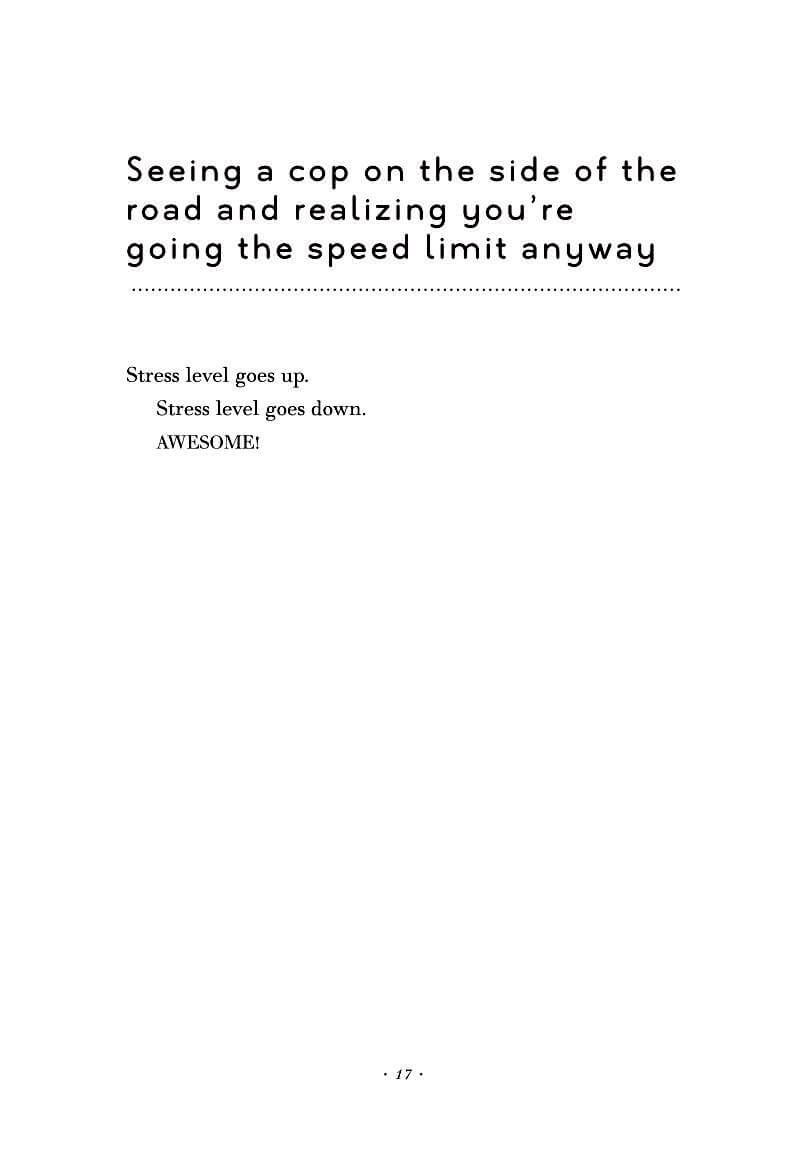 Seeing a cop on the side of the
road and realizing you’re
going the speed limit anyway
Stress level goes up.
Stress level goes down.
AWESOME!
· 17 ·